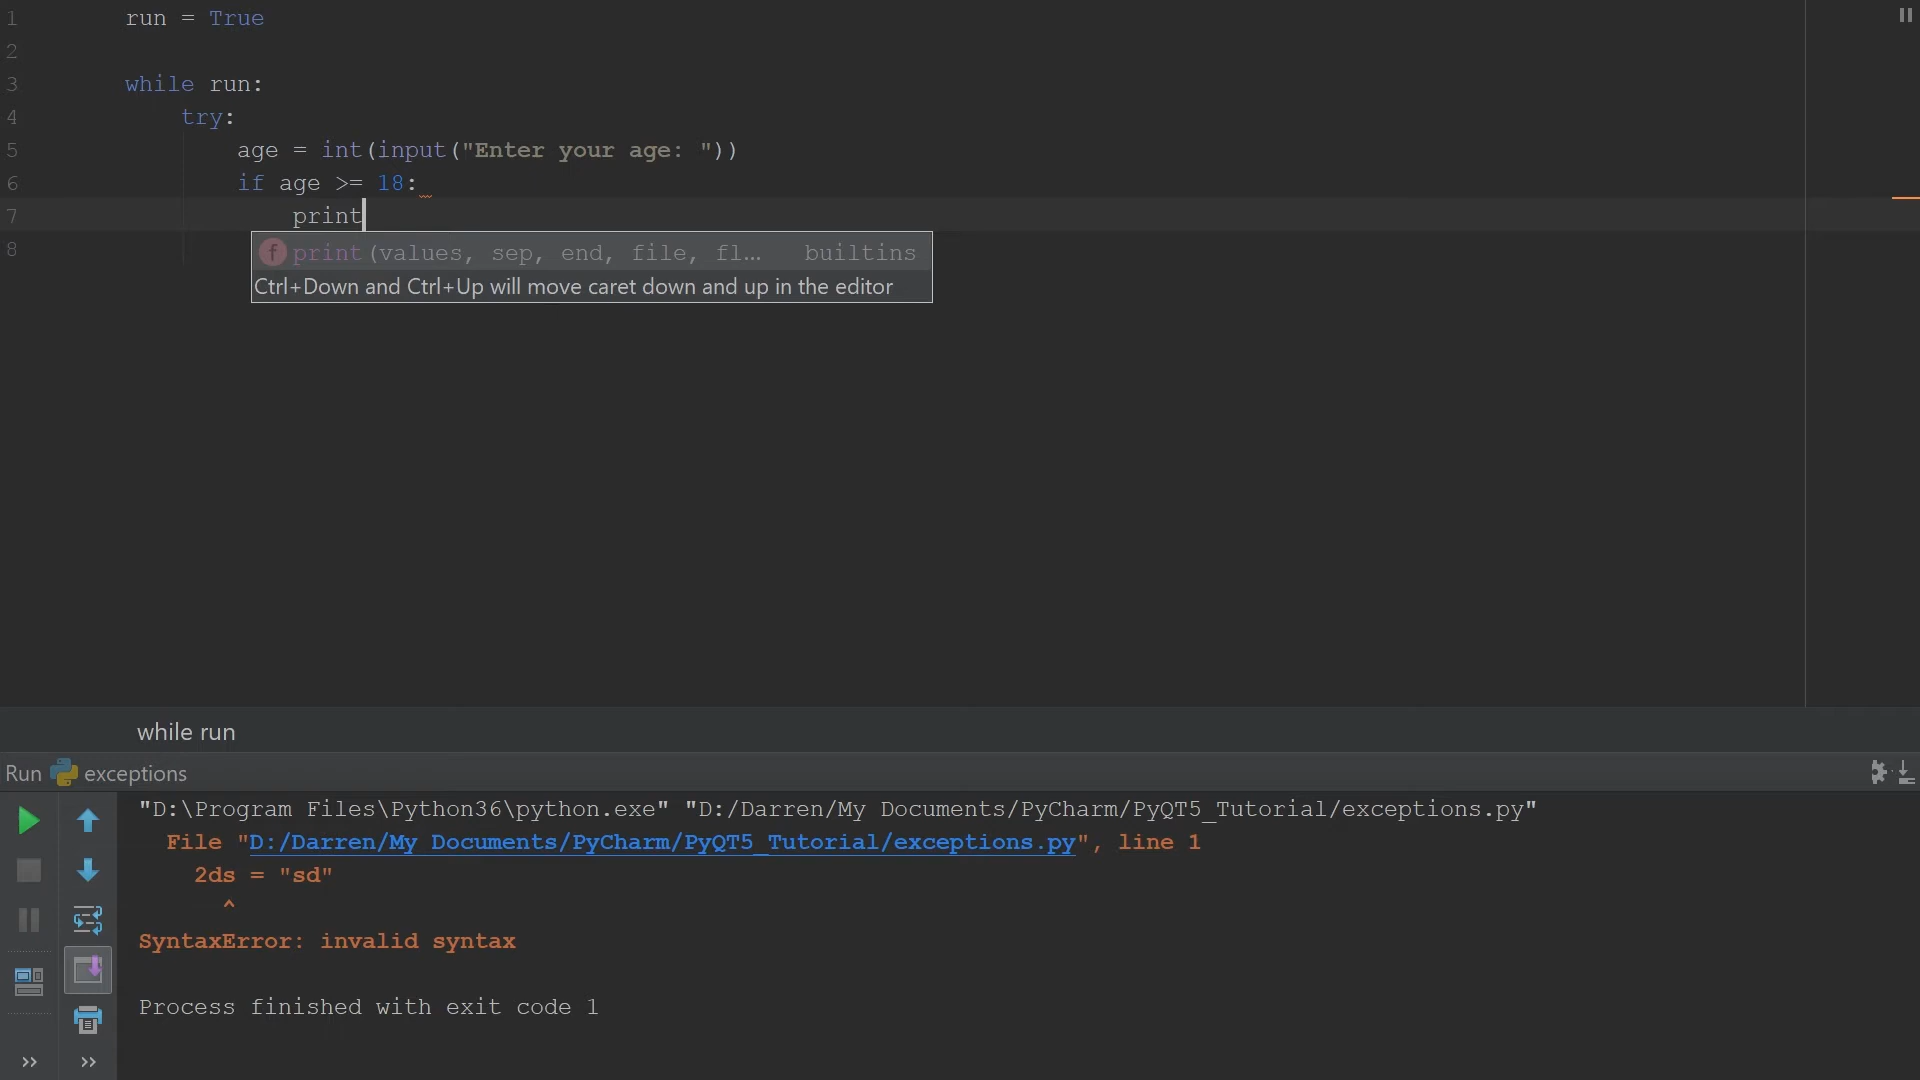 1 run = True
2
3 while run:
4 try:
5 age = int(input("Enter your age: "))
6 if age >= 18:
7 print
8
f print(values, sep, end, file, fl... builtins
Ctrl+Down and Ctrl+Up will move caret down and up in the editor
while run
Run exceptions
"D:\Program Files\Python36\python.exe" "D:/Darren/My Documents/PyCharm/PyQT5_Tutorial/exceptions.py"
File "D:/Darren/My Documents/PyCharm/PyQT5_Tutorial/exceptions.py", line 1
2ds = "sd"
^
SyntaxError: invalid syntax
Process finished with exit code 1